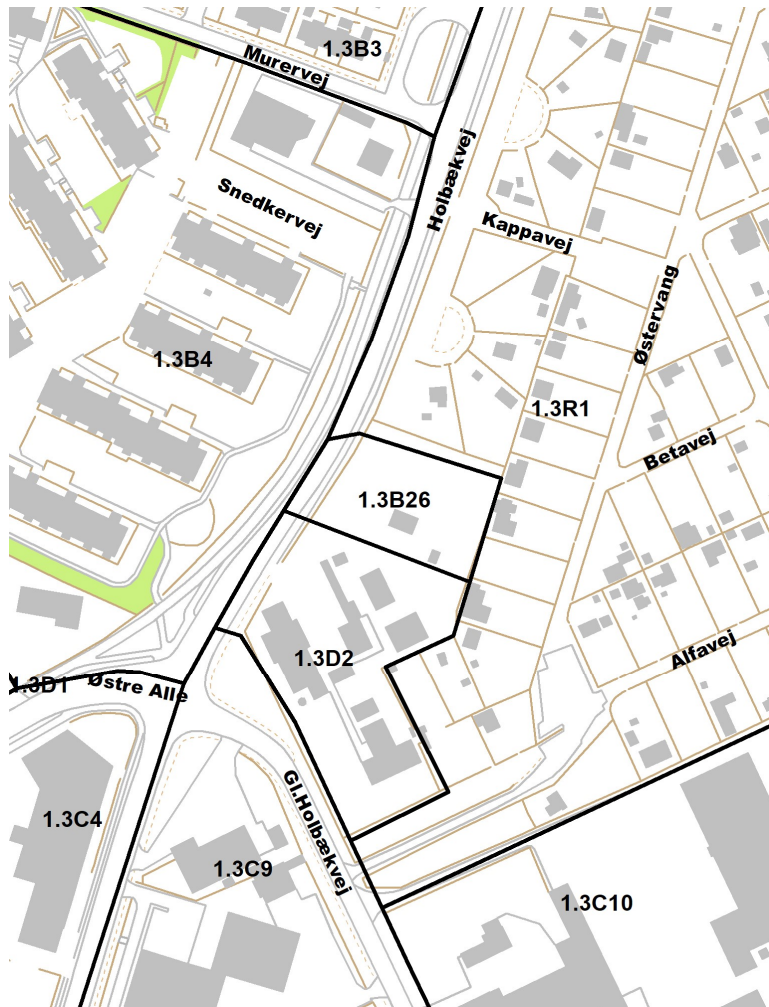 1.3B3
Murervej
Holbækvej
Snedkervej
Kappavej
Østervang
1.3B4
1.3R1
Betavej
1.3B26
1.3D2
Alfavej
1.3D1
Østre Alle
Gl.Holbækvej
1.3C4
1.3C9
1.3C10